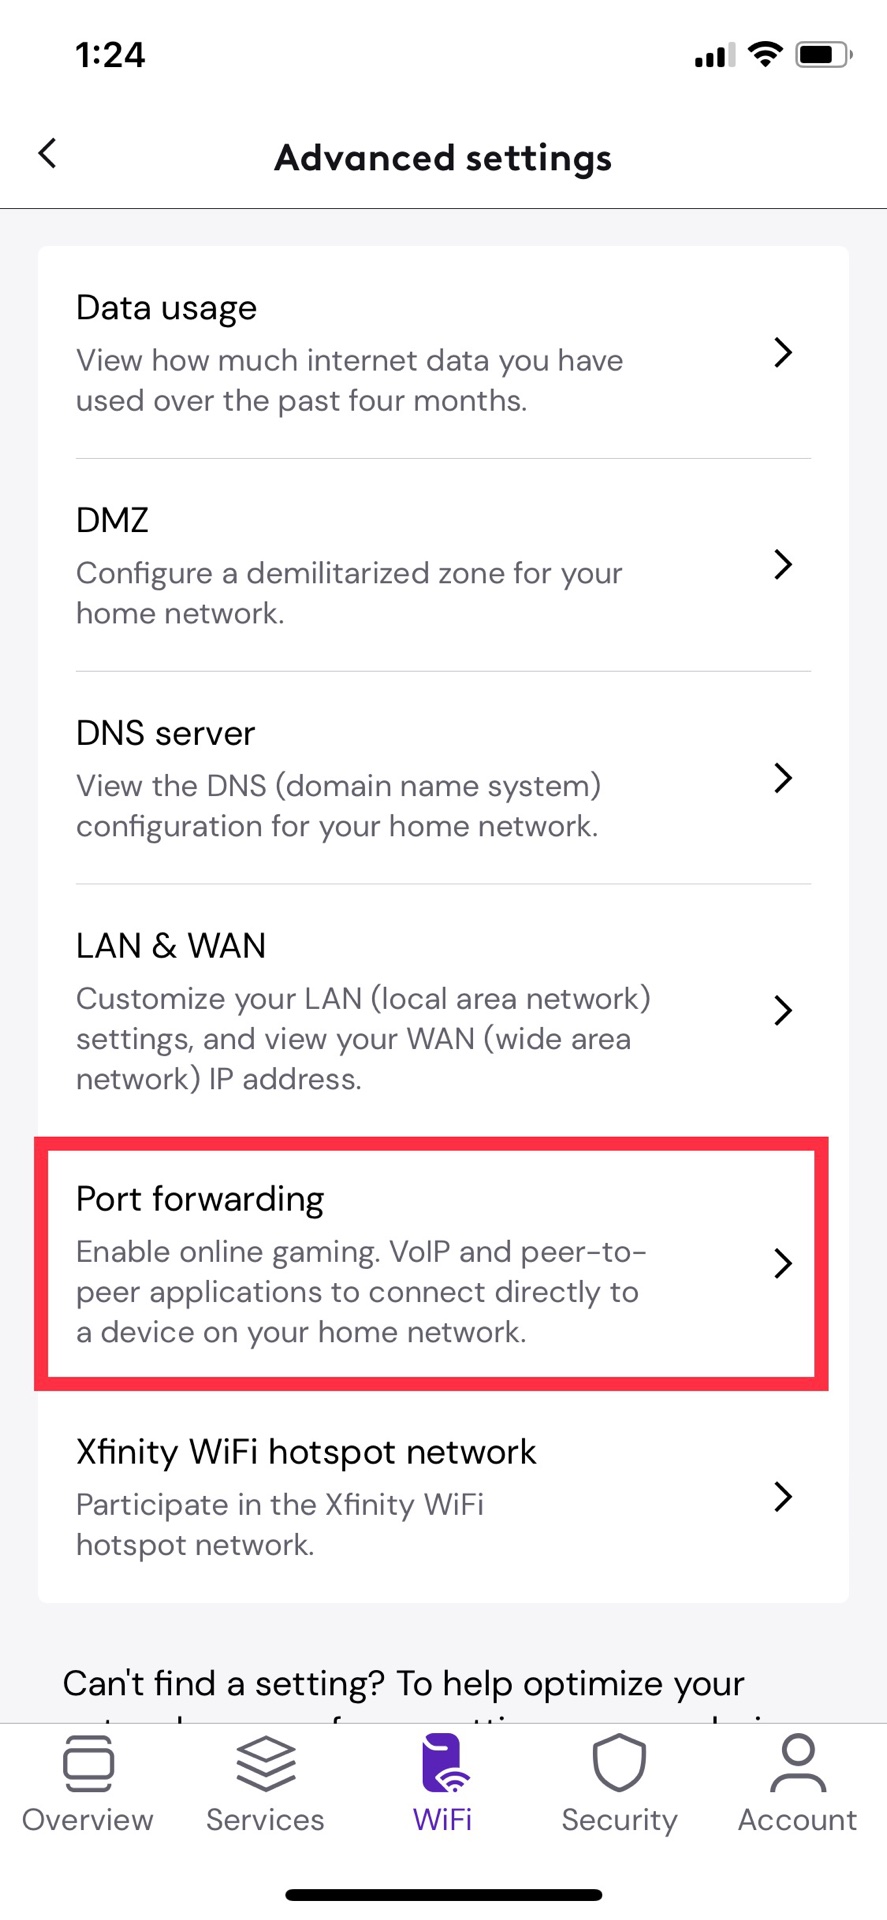 1:24
Advanced settings
Data usage
View how much internet data you have
used over the past four months.
DMZ
Configure a demilitarized zone for your
home network.
DNS server
View the DNS (domain name system)
configuration for your home network.
LAN & WAN
Customize your LAN (local area network)
settings, and view your WAN (wide area
network) IP address.
Port forwarding
Enable online gaming. VoIP and peer-to-
peer applications to connect directly to
a device on your home network.
Xfinity WiFi hotspot network
Participate in the Xfinity WiFi
hotspot network.
Can't find a setting? To help optimize your
Overview Services WiFi Security Account